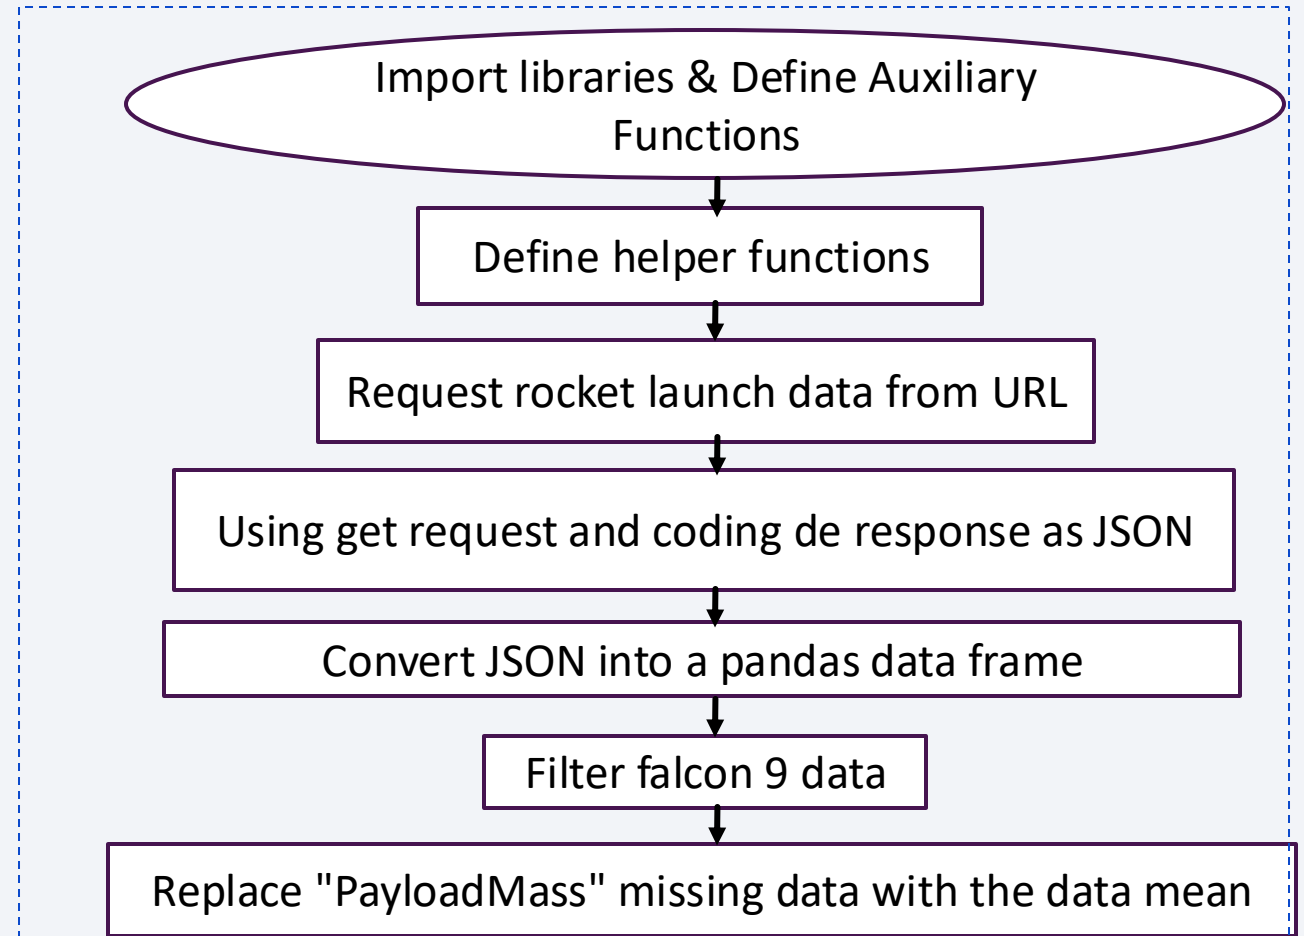 Import libraries & Define Auxiliary
Functions
Define helper functions
Request rocket launch data from URL
Using get request and coding de response as JSON
Convert JSON into a pandas data frame
Filter falcon 9 data
Replace "PayloadMass" missing data with the data mean